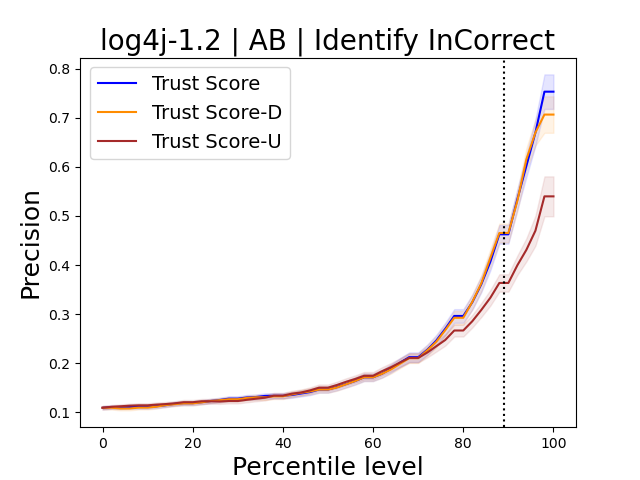 log4j-1.2 | AB | Identify InCorrect
Trust Score
Trust Score-D
Trust Score-U
Precision
0.8
0.7
0.6
0.5
0.4
0.3
0.2
0.1
0 20 40 60 80 100
Percentile level